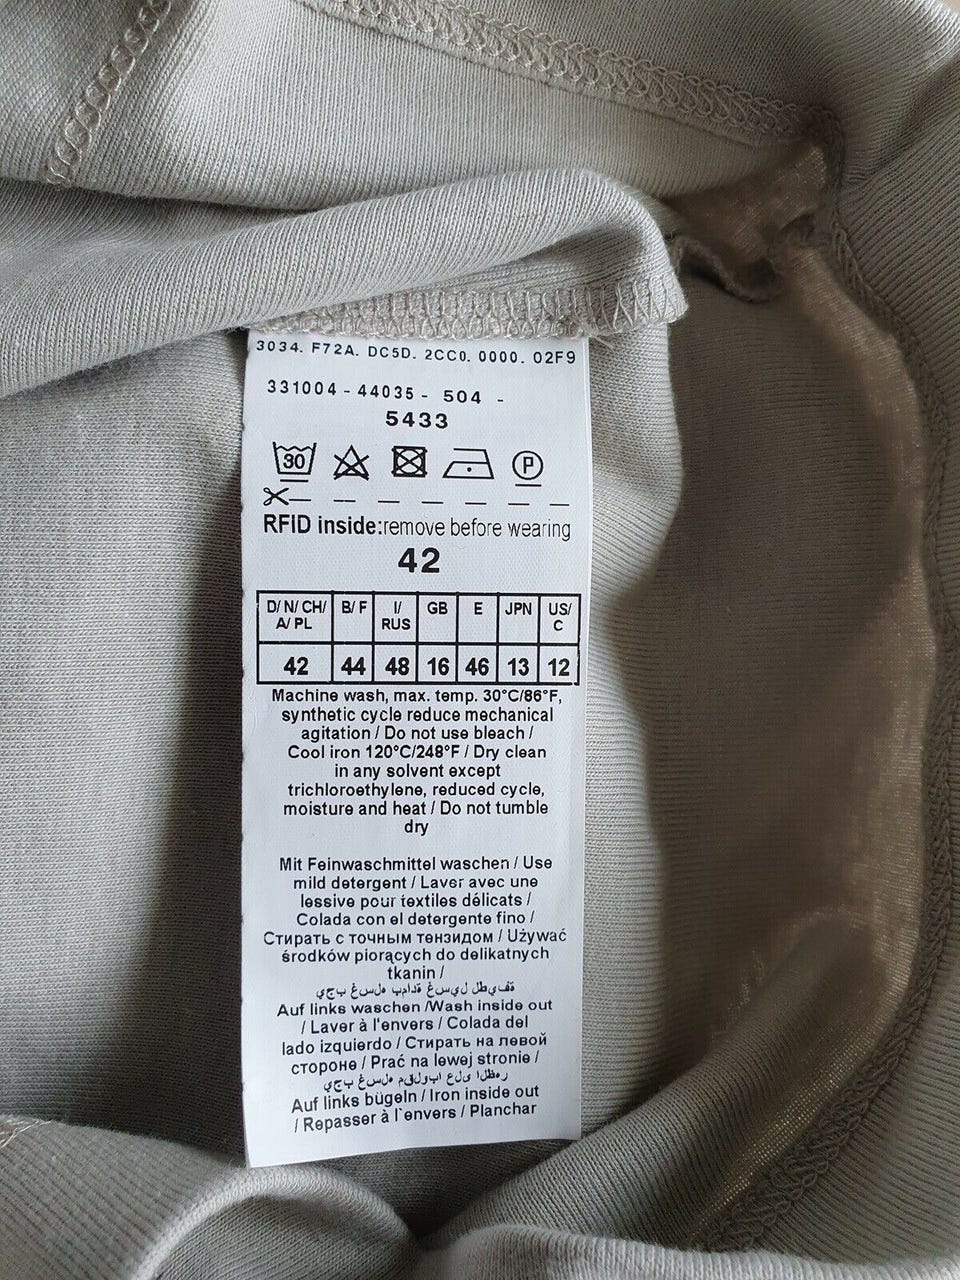 3034. F72A. DC5D. 2CC0. 0000. 02F9
331004 - 44035 - 504 -
5433
30 P
RFID inside:remove before wearing
42
D/ N/ CH/ A/ PL B/ F I/ RUS GB E JPN US/ C
42 44 48 16 46 13 12
Machine wash, max. temp. 30°C/86°F,
synthetic cycle reduce mechanical
agitation / Do not use bleach /
Cool iron 120°C/248°F / Dry clean
in any solvent except
trichloroethylene, reduced cycle,
moisture and heat / Do not tumble
dry
Mit Feinwaschmittel waschen / Use
mild detergent / Laver avec une
lessive pour textiles délicats /
Colada con el detergente fino /
Стирать с точным тензидом / Używać
środków piorących do delikatnych
tkanin /
Auf links waschen /Wash inside out
/ Laver à l'envers / Colada del
lado izquierdo / Стирать на левой
стороне / Prać na lewej stronie /
Auf links bügeln / Iron inside out
/ Repasser à l`envers / Planchar